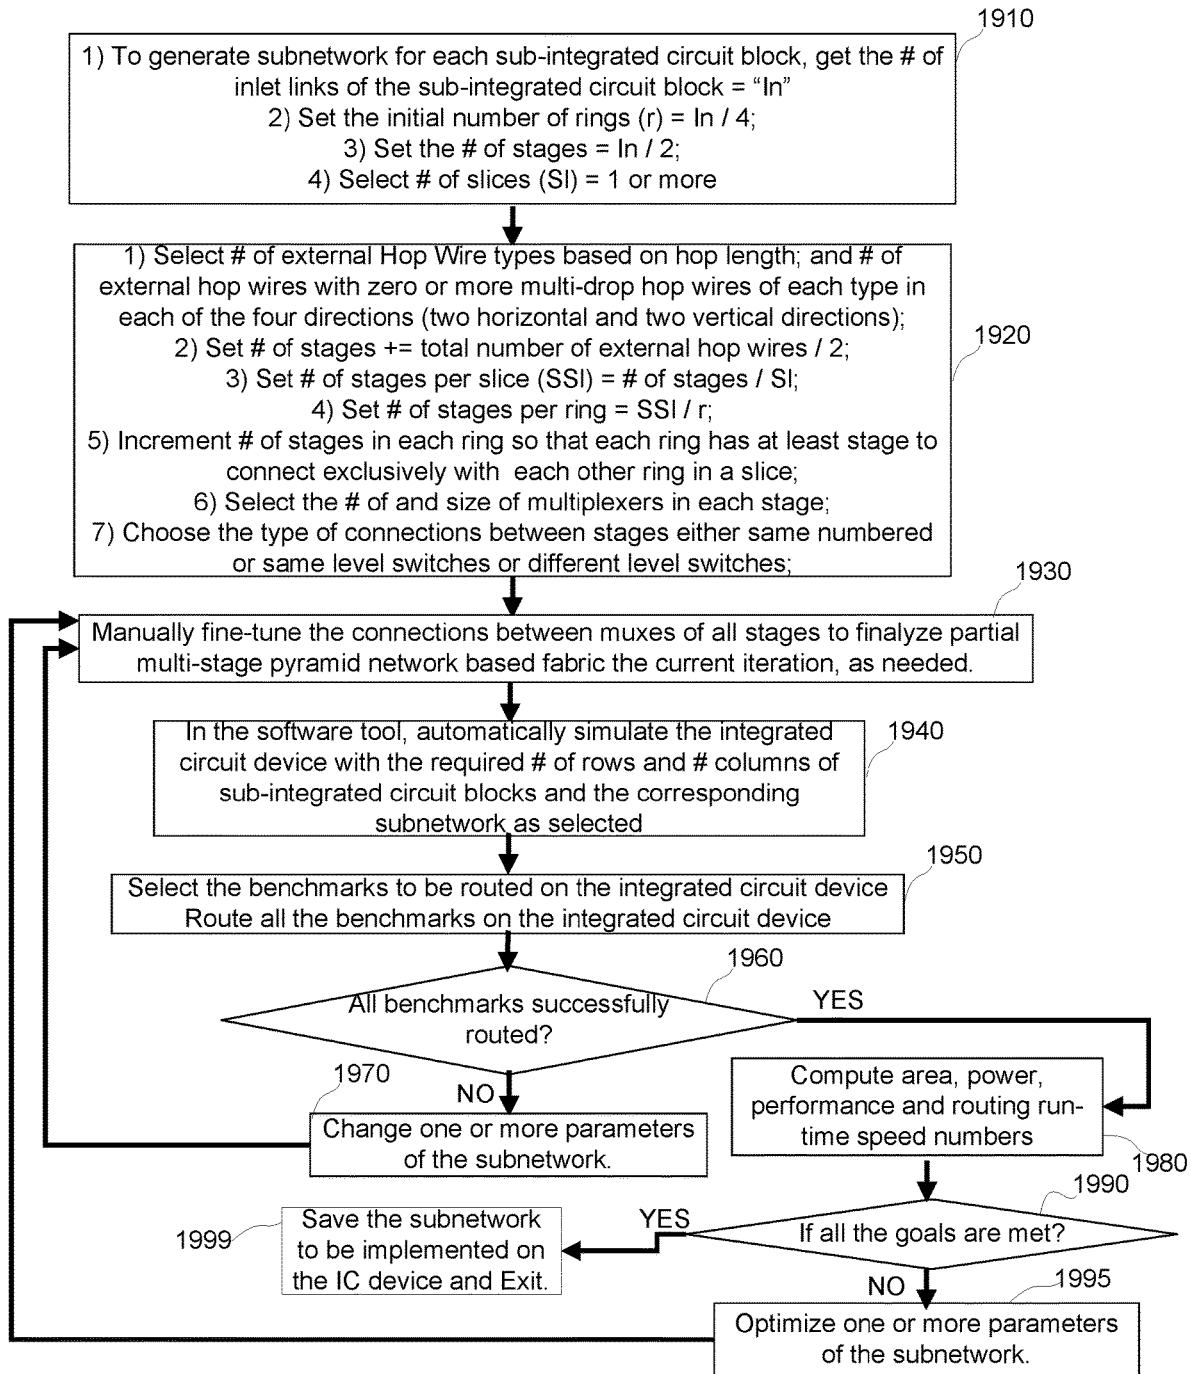 1910
1) To generate subnetwork for each sub-integrated circuit block, get the # of
inlet links of the sub-integrated circuit block = “In”
2) Set the initial number of rings (r) = In / 4;
3) Set the # of stages = In / 2;
4) Select # of slices (SI) = 1 or more
1) Select # of external Hop Wire types based on hop length; and # of
external hop wires with zero or more multi-drop hop wires of each type in
each of the four directions (two horizontal and two vertical directions);
2) Set # of stages += total number of external hop wires / 2;
3) Set # of stages per slice (SSI) = # of stages / SI;
4) Set # of stages per ring = SSI / r;
5) Increment # of stages in each ring so that each ring has at least stage to
connect exclusively with each other ring in a slice;
6) Select the # of and size of multiplexers in each stage;
7) Choose the type of connections between stages either same numbered
or same level switches or different level switches;
1920
1930
Manually fine-tune the connections between muxes of all stages to finalyze partial
multi-stage pyramid network based fabric the current iteration, as needed.
In the software tool, automatically simulate the integrated
circuit device with the required # of rows and # columns of
sub-integrated circuit blocks and the corresponding
subnetwork as selected
1940
1950
Select the benchmarks to be routed on the integrated circuit device
Route all the benchmarks on the integrated circuit device
1960
All benchmarks successfully
routed?
YES
NO
1970
Change one or more parameters
of the subnetwork.
Compute area, power,
performance and routing run-
time speed numbers
1980
1990
If all the goals are met?
YES
1999
Save the subnetwork
to be implemented on
the IC device and Exit.
NO
1995
Optimize one or more parameters
of the subnetwork.